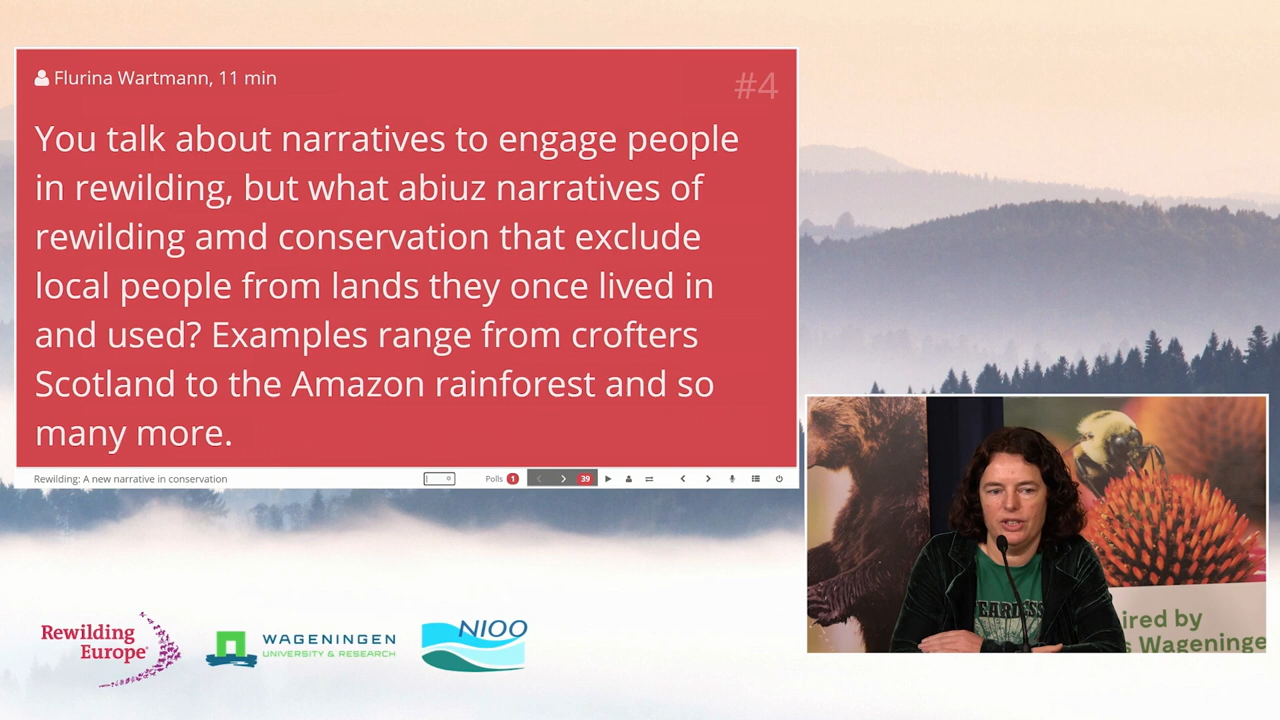 Flurina Wartmann, 11 min
#4
You talk about narratives to engage people
in rewilding, but what abiuz narratives of
rewilding amd conservation that exclude
local people from lands they once lived in
and used? Examples range from crofters
Scotland to the Amazon rainforest and so
many more.
Rewilding: A new narrative in conservation
Polls 1
39
ired by
s Wageninge
Rewilding
Europe
WAGENINGEN
UNIVERSITY & RESEARCH
NIOO